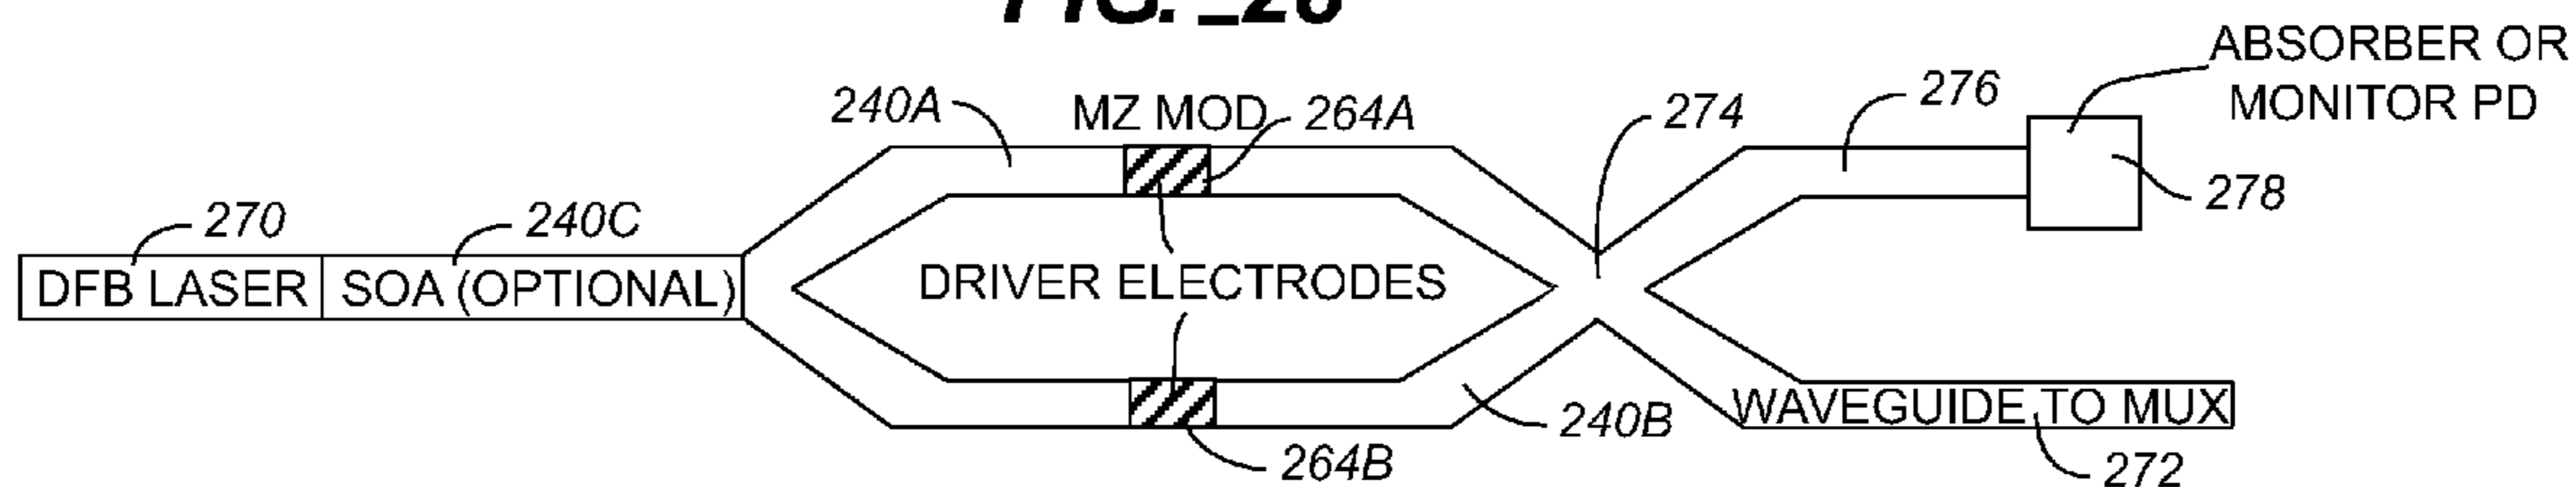 ABSORBER OR
MONITOR PD
240A
MZ MOD
264A
274
276
278
270
240C
DFB LASER
SOA (OPTIONAL)
DRIVER ELECTRODES
WAVEGUIDE TO MUX
240B
264B
272